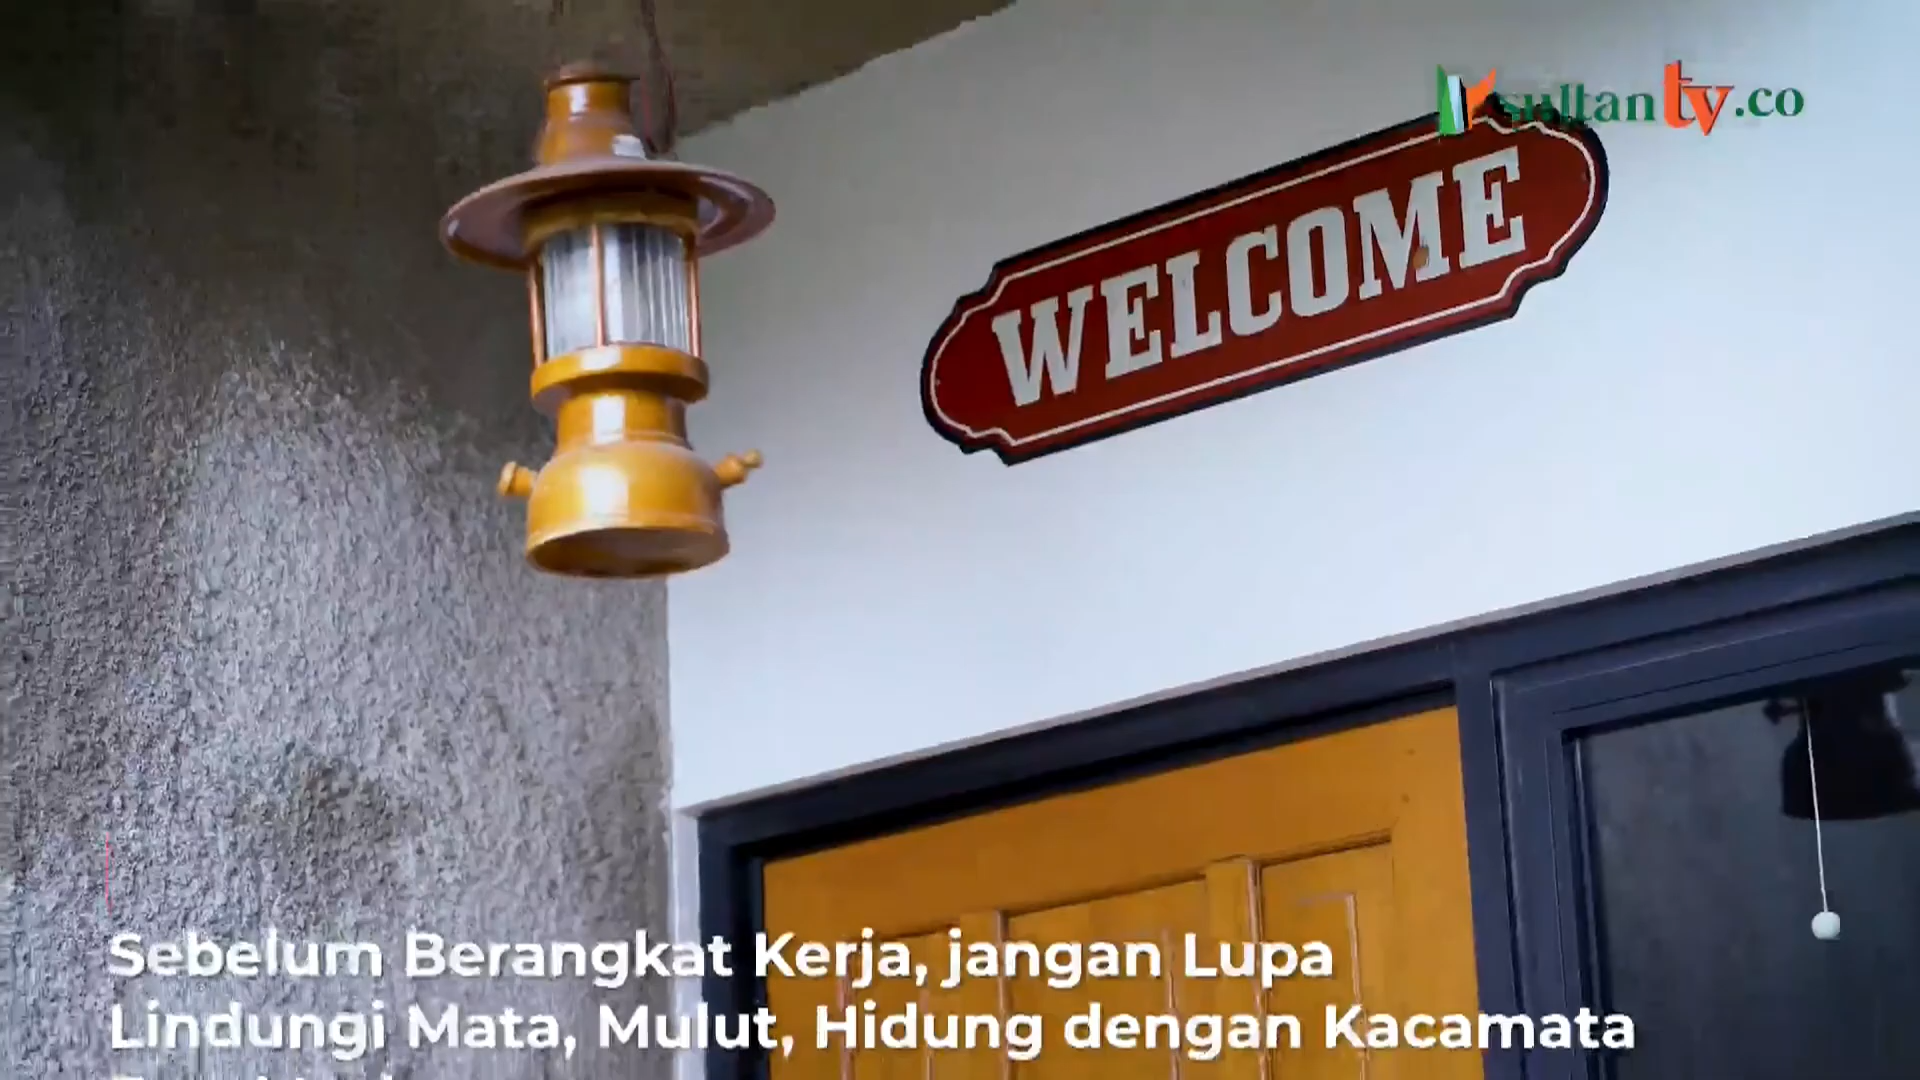 sultantv.co
WELCOME
Sebelum Berangkat Kerja, jangan Lupa
Lindungi Mata, Mulut, Hidung dengan Kacamata